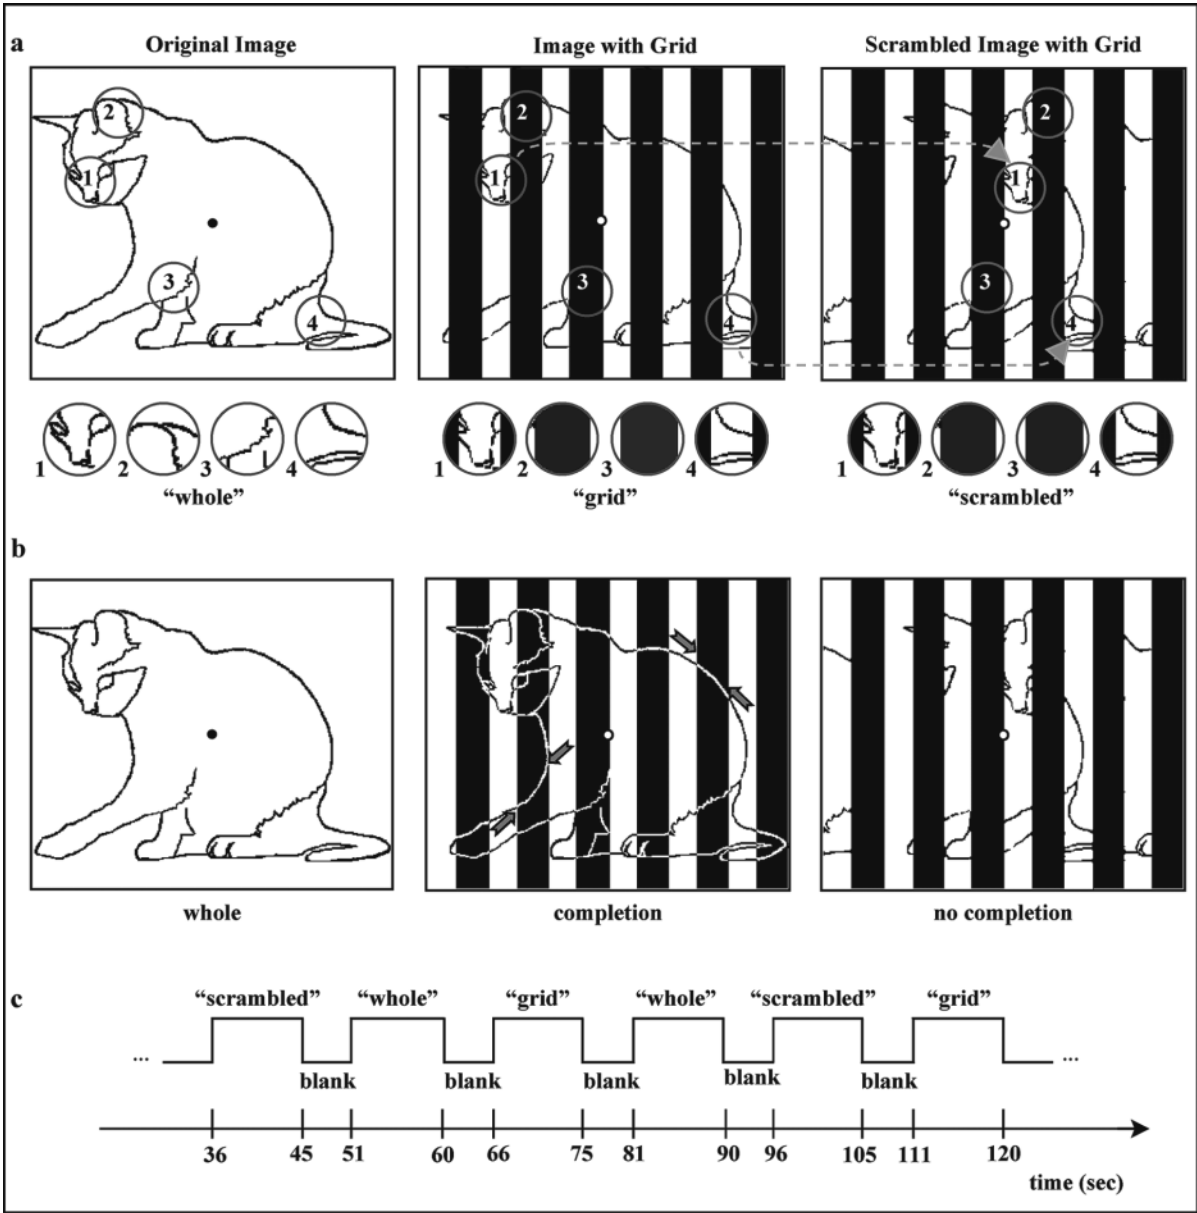 a
Original Image Image with Grid Scrambled Image with Grid
2 2 2
1 1 1
3 3 3
4 4 4
1 2 3 4 1 2 3 4 1 2 3 4
“whole” “grid” “scrambled”
b
whole completion no completion
c
“scrambled” “whole” “grid” “whole” “scrambled” “grid”
... ...
blank blank blank blank blank
36 45 51 60 66 75 81 90 96 105 111 120
time (sec)